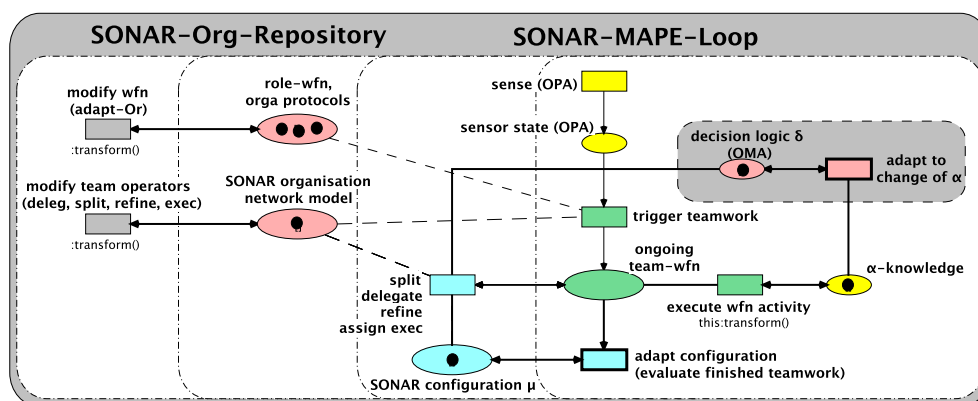 SONAR-Org-Repository
SONAR-MAPE-Loop
modify wfn
(adapt-Or)
:transform()
role-wfn,
orga protocols
sense (OPA)
sensor state (OPA)
decision logic δ
(OMA)
adapt to
change of α
modify team operators
(deleg, split, refine, exec)
:transform()
SONAR organisation
network model
trigger teamwork
ongoing
team-wfn
α-knowledge
split
delegate
refine
assign exec
execute wfn activity
this:transform()
SONAR configuration μ
adapt configuration
(evaluate finished teamwork)